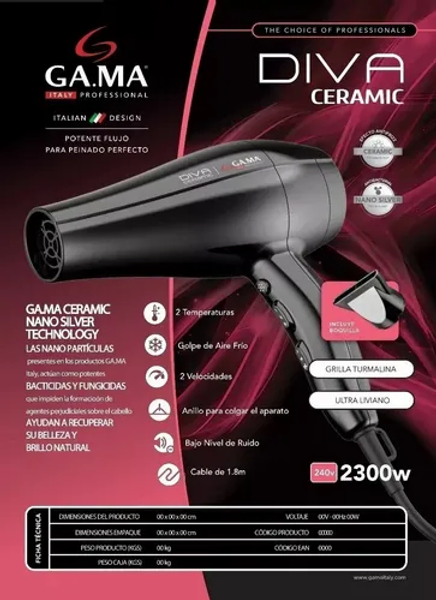 THE CHOICE OF PROFESSIONALS
GA.MA
ITALY PROFESSIONAL
ITALIAN DESIGN
POTENTE FLUJO
PARA PEINADO PERFECTO
DIVA
CERAMIC
EFECTO ANTIFRIZZ
CERAMIC
NANO SILVER
DIVA
GA.MA
GA.MA CERAMIC
NANO SILVER
TECHNOLOGY
LAS NANO PARTÍCULAS
presentes en los productos GA.MA
Italy, actúan como potentes
BACTICIDAS Y FUNGICIDAS
que impiden la formación de
agentes perjudiciales sobre el cabello
AYUDAN A RECUPERAR
SU BELLEZA Y
BRILLO NATURAL
2 Temperaturas
Golpe de Aire Frío
2 Velocidades
Anillo para colgar el aparato
Bajo Nivel de Ruido
Cable de 1.8m
INCLUYE
BOQUILLA
GRILLA TURMALINA
ULTRA LIVIANO
240v 2300w
FICHA TÉCNICA
DIMENSIONES DEL PRODUCTO 00 x 00 x 00 cm VOLTAJE 00V - 00Hz 00W
DIMENSIONES EMPAQUE 00 x 00 x 00 cm CÓDIGO PRODUCTO 00000
PESO PRODUCTO (KGS) 00 kg CÓDIGO EAN 0000
PESO CAJA (KGS) 00 kg
www.gamaitaly.com